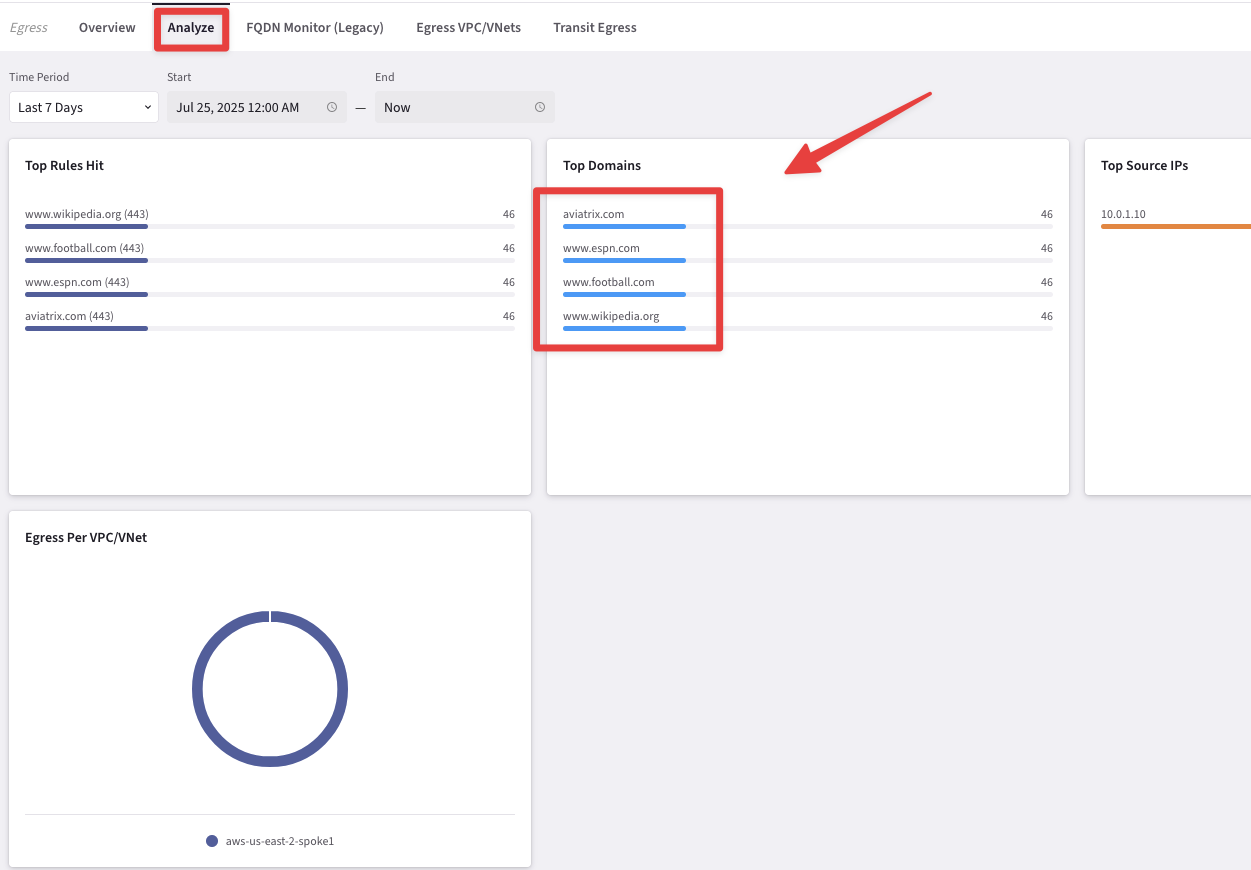 Egress Overview Analyze FQDN Monitor (Legacy) Egress VPC/VNets Transit Egress
Time Period Start End
Last 7 Days Jul 25, 2025 12:00 AM — Now
Top Rules Hit
www.wikipedia.org (443) 46
www.football.com (443) 46
www.espn.com (443) 46
aviatrix.com (443) 46
Top Domains
aviatrix.com 46
www.espn.com 46
www.football.com 46
www.wikipedia.org 46
Top Source IPs
10.0.1.10
Egress Per VPC/VNet
aws-us-east-2-spoke1